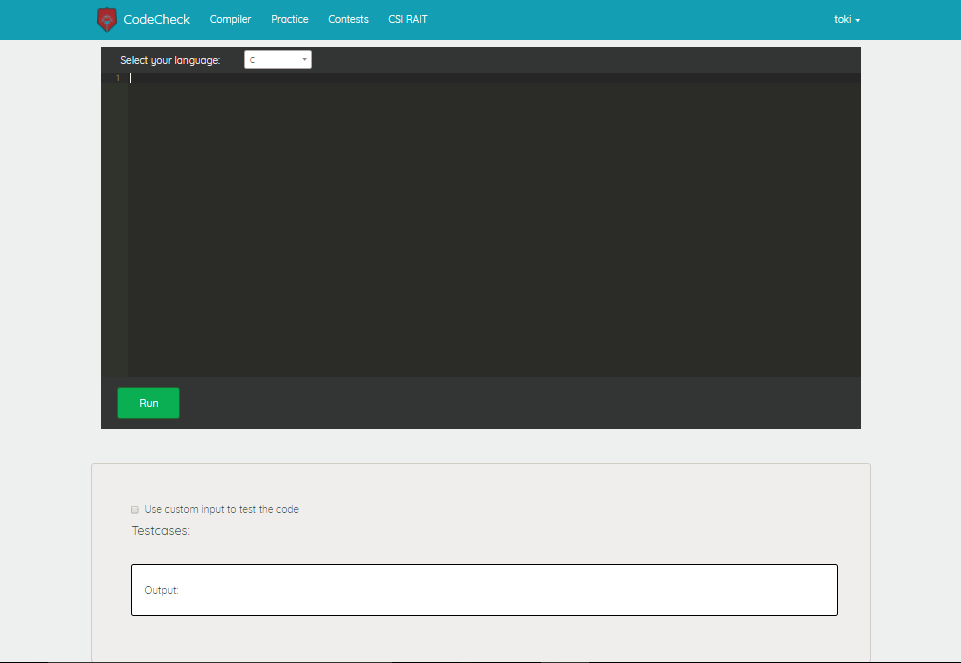 CodeCheck Compiler Practice Contests CSI RAIT toki
Select your language: C
1
Run
Use custom input to test the code
Testcases:
Output: